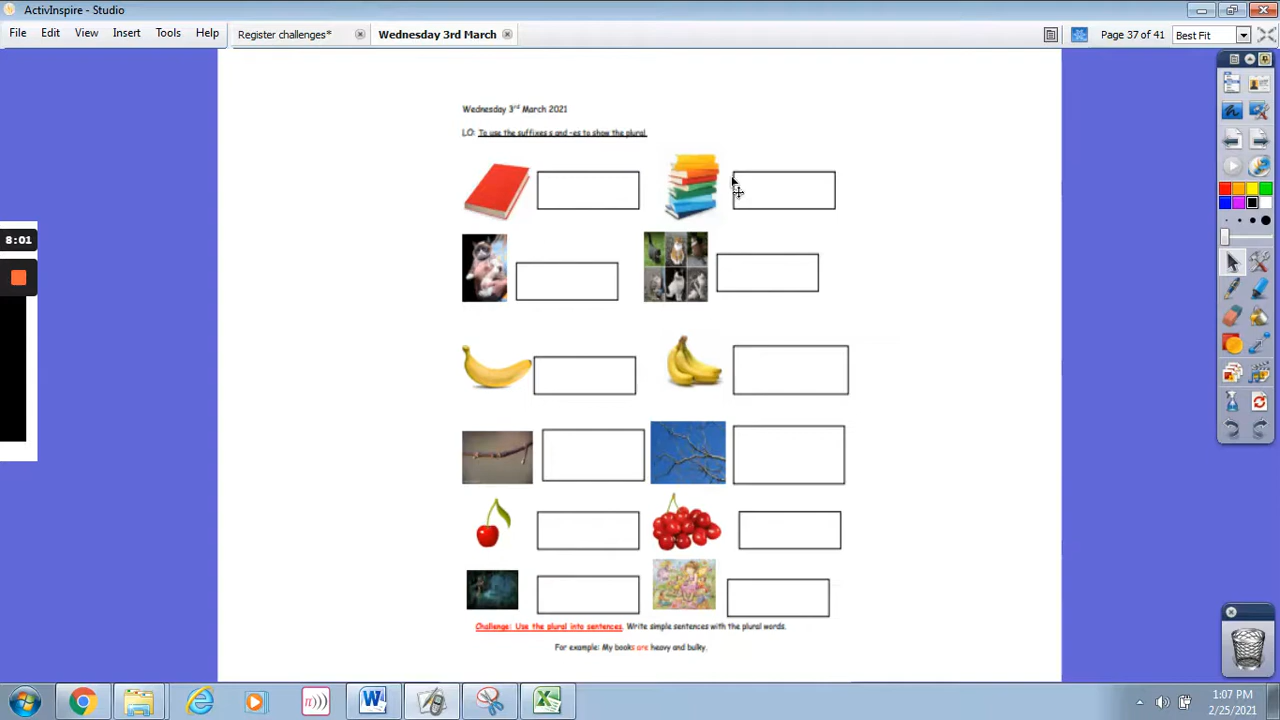 ActivInspire - Studio
File Edit View Insert Tools Help
Register challenges* Wednesday 3rd March
Page 37 of 41 Best Fit
Wednesday 3rd March 2021
LO: To use the suffixes s and -es to show the plural.
8:01
Challenge: Use the plural into sentences. Write simple sentences with the plural words.
For example: My books are heavy and bulky.
1:07 PM
2/25/2021